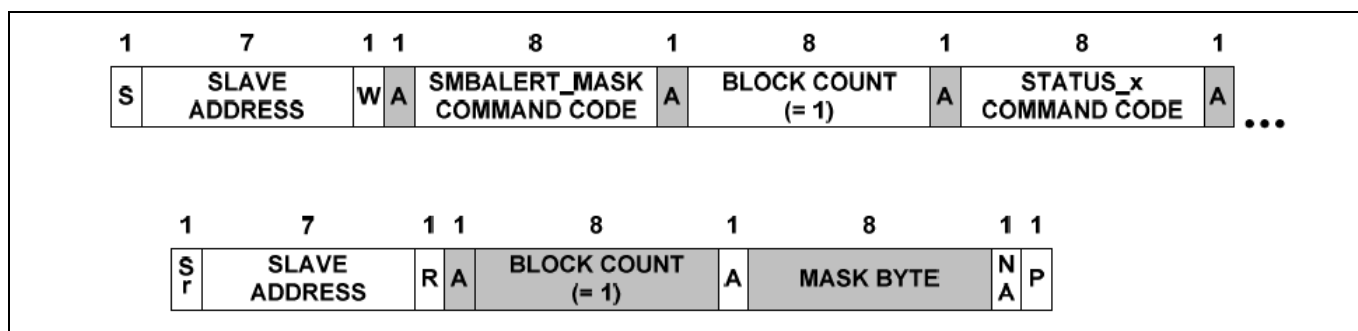 1 7 1 1 8 1 8 1 8 1
S SLAVE ADDRESS W A SMBALERT_MASK COMMAND CODE A BLOCK COUNT (= 1) A STATUS_x COMMAND CODE A ...
1 7 1 1 8 1 8 1 1
Sr SLAVE ADDRESS R A BLOCK COUNT (= 1) A MASK BYTE NA P